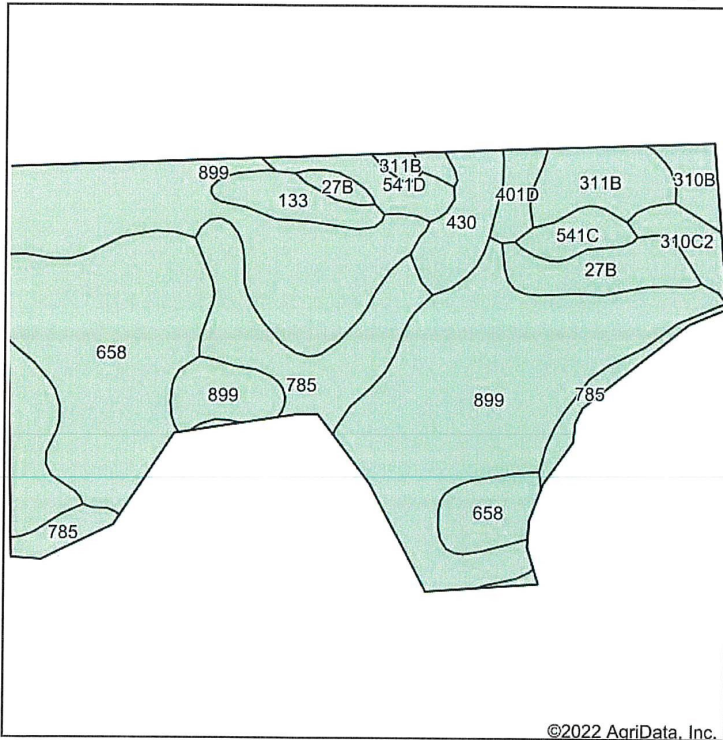 311B
899
27B
541D
310B
133
401D
311B
430
541C
310C2
27B
658
785
899
785
899
658
785
©2022 AgriData, Inc.